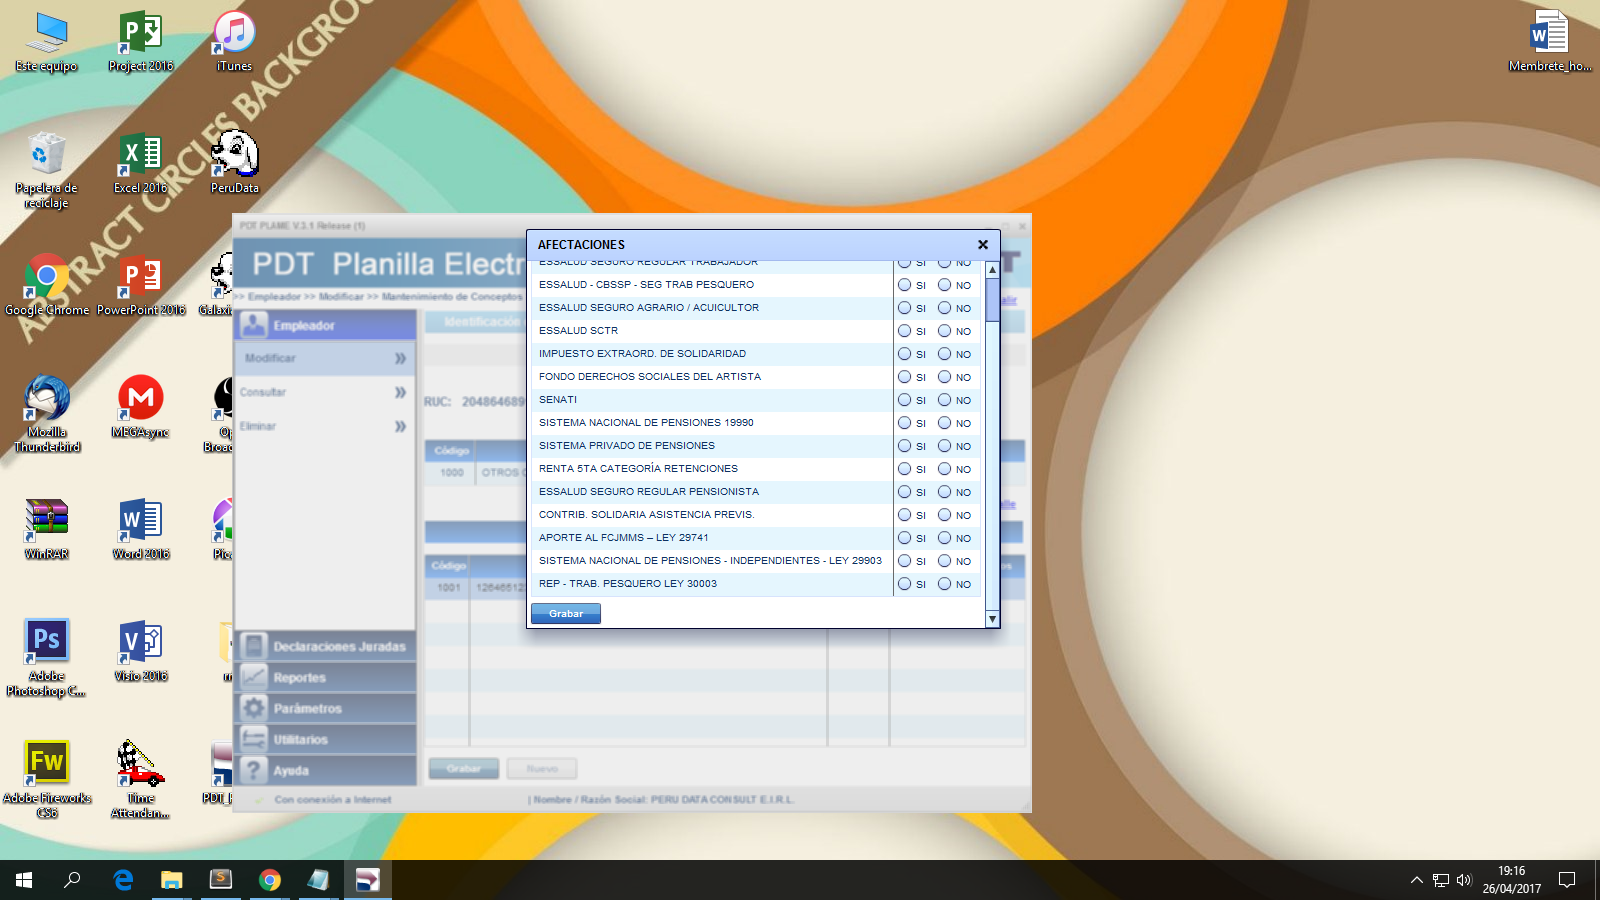 ABSTRACT CIRCLES BACKGRO
Este equipo
Project 2016
iTunes
Membrete_ho...
Papelera de
reciclaje
Excel 2016
PeruData
Google Chrome
PowerPoint 2016
Galaxi
Mozilla
Thunderbird
MEGAsync
Op
Broad
WinRAR
Word 2016
Pic
Adobe
Photoshop C...
Visio 2016
Adobe Fireworks
CS6
Time
Attendan...
PDT_P
PDT PLAME V.3.1 Release (1)
PDT Planilla Electr
>> Empleador >> Modificar >> Mantenimiento de Conceptos
Empleador
Modificar
Consultar
Eliminar
Declaraciones Juradas
Reportes
Parámetros
Utilitarios
Ayuda
Identificación
RUC: 204864689
Código
1000 OTROS
Código
1001
Grabar
Nuevo
Con conexión a Internet
| Nombre / Razón Social: PERU DATA CONSULT E.I.R.L.
AFECTACIONES
ESSALUD SEGURO REGULAR TRABAJADOR SI NO
ESSALUD - CBSSP - SEG TRAB PESQUERO SI NO
ESSALUD SEGURO AGRARIO / ACUICULTOR SI NO
ESSALUD SCTR SI NO
IMPUESTO EXTRAORD. DE SOLIDARIDAD SI NO
FONDO DERECHOS SOCIALES DEL ARTISTA SI NO
SENATI SI NO
SISTEMA NACIONAL DE PENSIONES 19990 SI NO
SISTEMA PRIVADO DE PENSIONES SI NO
RENTA 5TA CATEGORÍA RETENCIONES SI NO
ESSALUD SEGURO REGULAR PENSIONISTA SI NO
CONTRIB. SOLIDARIA ASISTENCIA PREVIS. SI NO
APORTE AL FCJMMS – LEY 29741 SI NO
SISTEMA NACIONAL DE PENSIONES - INDEPENDIENTES - LEY 29903 SI NO
REP - TRAB. PESQUERO LEY 30003 SI NO
Grabar
19:16
26/04/2017